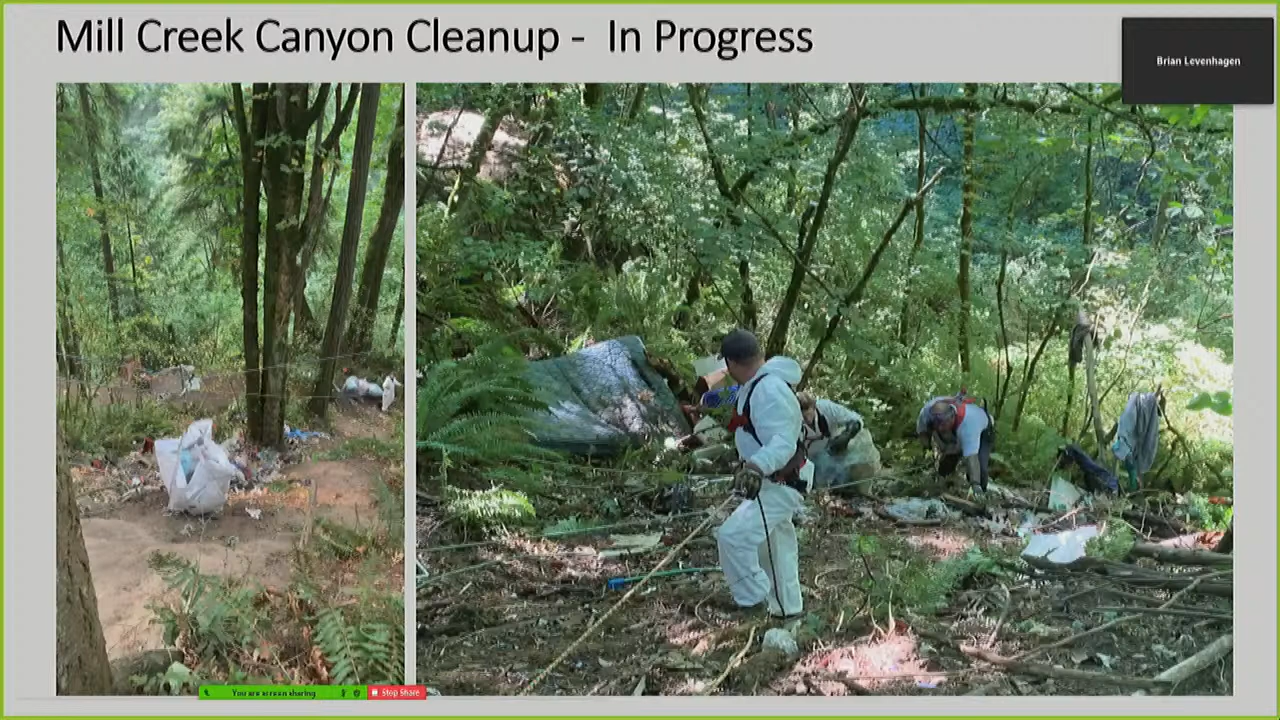 Mill Creek Canyon Cleanup -  In Progress
Brian Levenhagen
You are screen sharing
Stop Share